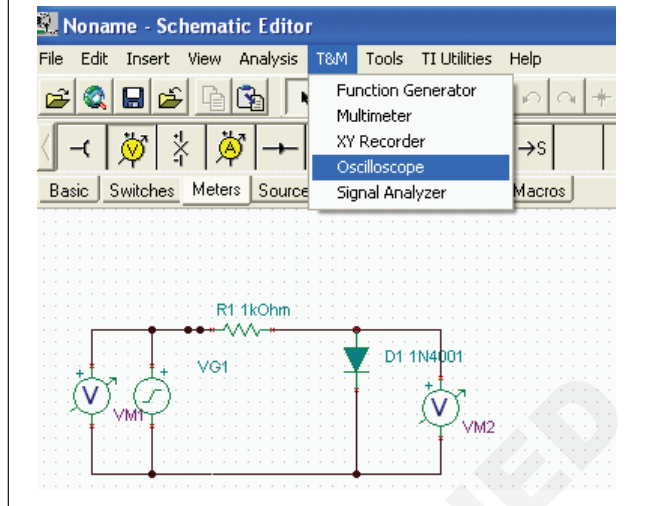 Noname - Schematic Editor
File Edit Insert View Analysis T&M Tools TI Utilities Help
Function Generator
Multimeter
XY Recorder
Oscilloscope
Signal Analyzer
Basic Switches Meters Source Macros
R1 1kOhm
VG1
D1 1N4001
V
VM1
V
VM2